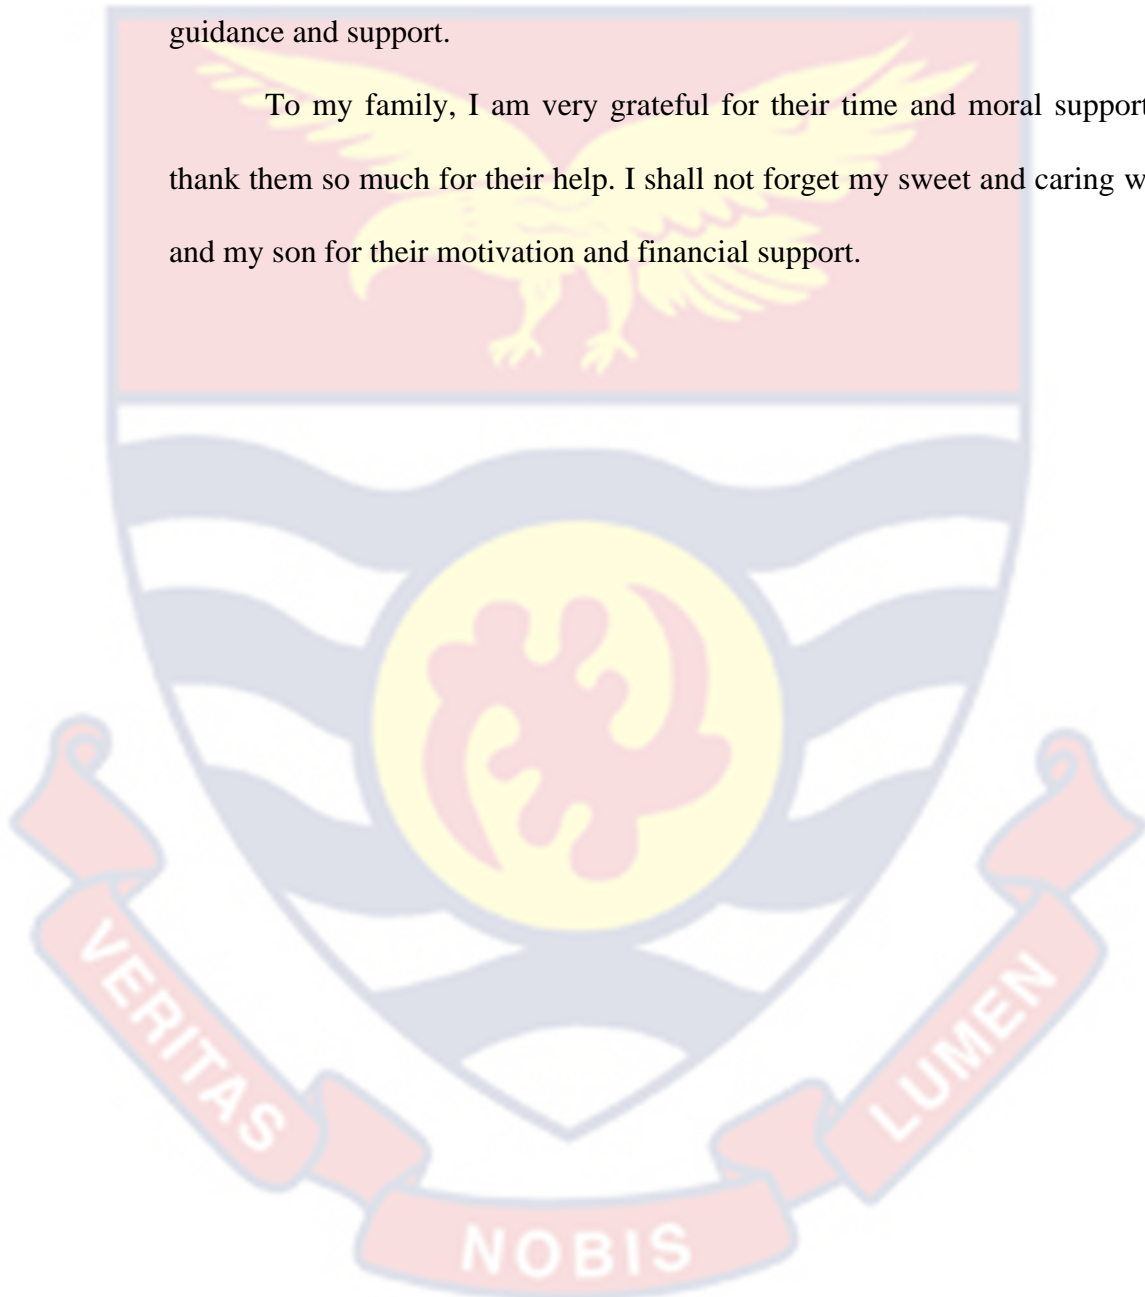 guidance and support.
To my family, I am very grateful for their time and moral support
thank them so much for their help. I shall not forget my sweet and caring
and my son for their motivation and financial support.
VERITAS
NOBIS
LUMEN